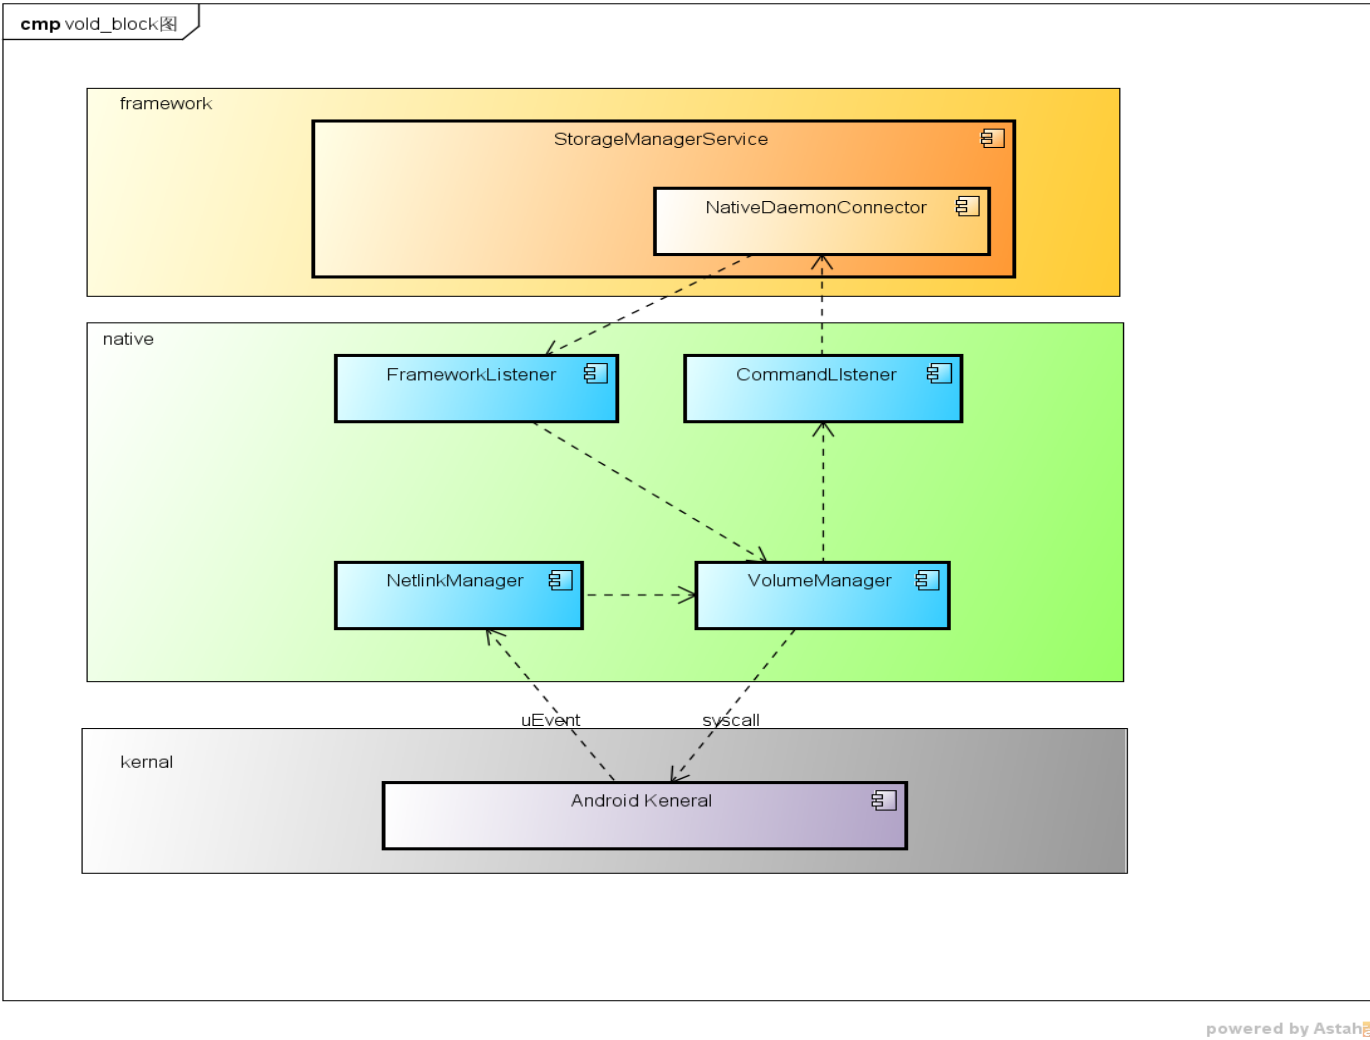 cmp vold_block图
framework
StorageManagerService
NativeDaemonConnector
native
FrameworkListener
CommandLIstener
NetlinkManager
VolumeManager
uEvent
syscall
kernal
Android Keneral
powered by Astah